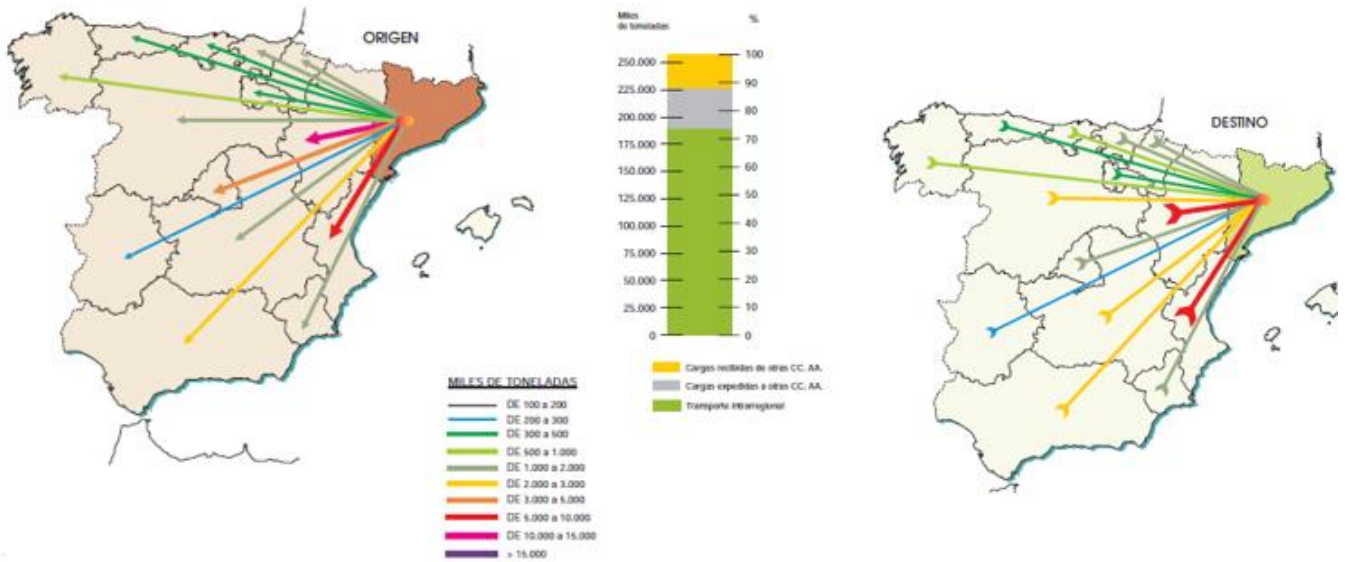 ORIGEN
Miles
de toneladas
%
250.000
225.000
200.000
175.000
150.000
125.000
100.000
75.000
50.000
25.000
0
100
90
80
70
60
50
40
30
20
10
0
Cargas recibidas de otras CC. AA.
Cargas expedidas a otras CC. AA.
Transporte intrarregional
MILES DE TONELADAS
DE 100 a 200
DE 200 a 300
DE 300 a 500
DE 500 a 1.000
DE 1.000 a 2.000
DE 2.000 a 3.000
DE 3.000 a 5.000
DE 5.000 a 10.000
DE 10.000 a 15.000
> 15.000
DESTINO